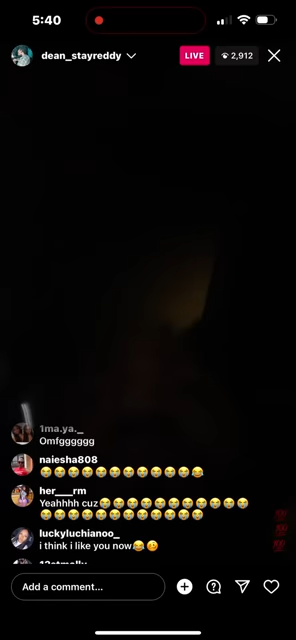 5:40
dean_stayreddy
LIVE
2,912
1ma.ya._
Omfgggggg
naiesha808
😭😭😭😭😭😭😭😭😭😭😭😂
her___rm
Yeahhhh cuz😭😭😭😭😭😭😭😭😭😭😭
😭😭😭😭😭😭😭😭😭😭😭😭
luckyluchianoo_
i think i like you now😂🥴
Add a comment...